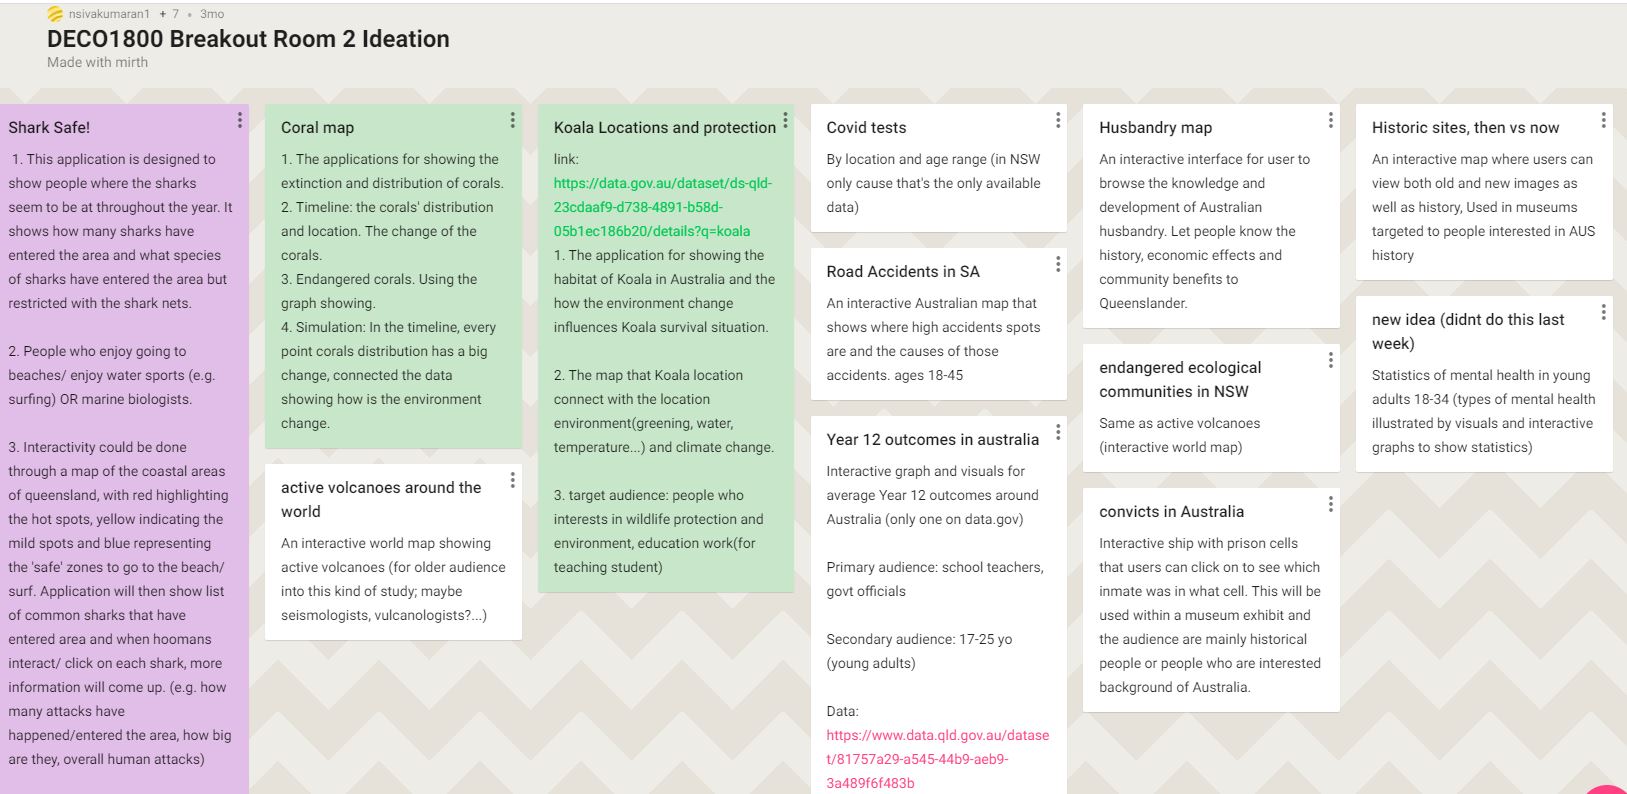 nsivakumaran1 + 7 • 3mo
DECO1800 Breakout Room 2 Ideation
Made with mirth
Shark Safe!
1. This application is designed to
show people where the sharks
seem to be at throughout the year. It
shows how many sharks have
entered the area and what species
of sharks have entered the area but
restricted with the shark nets.
2. People who enjoy going to
beaches/ enjoy water sports (e.g.
surfing) OR marine biologists.
3. Interactivity could be done
through a map of the coastal areas
of queensland, with red highlighting
the hot spots, yellow indicating the
mild spots and blue representing
the 'safe' zones to go to the beach/
surf. Application will then show list
of common sharks that have
entered area and when hoomans
interact/ click on each shark, more
information will come up. (e.g. how
many attacks have
happened/entered the area, how big
are they, overall human attacks)
Coral map
1. The applications for showing the
extinction and distribution of corals.
2. Timeline: the corals' distribution
and location. The change of the
corals.
3. Endangered corals. Using the
graph showing.
4. Simulation: In the timeline, every
point corals distribution has a big
change, connected the data
showing how is the environment
change.
active volcanoes around the
world
An interactive world map showing
active volcanoes (for older audience
into this kind of study; maybe
seismologists, vulcanologists?...)
Koala Locations and protection
link:
https://data.gov.au/dataset/ds-qld-
23cdaaf9-d738-4891-b58d-
05b1ec186b20/details?q=koala
1. The application for showing the
habitat of Koala in Australia and the
how the environment change
influences Koala survival situation.
2. The map that Koala location
connect with the location
environment(greening, water,
temperature...) and climate change.
3. target audience: people who
interests in wildlife protection and
environment, education work(for
teaching student)
Covid tests
By location and age range (in NSW
only cause that's the only available
data)
Road Accidents in SA
An interactive Australian map that
shows where high accidents spots
are and the causes of those
accidents. ages 18-45
Year 12 outcomes in australia
Interactive graph and visuals for
average Year 12 outcomes around
Australia (only one on data.gov)
Primary audience: school teachers,
govt officials
Secondary audience: 17-25 yo
(young adults)
Data:
https://www.data.qld.gov.au/datase
t/81757a29-a545-44b9-aeb9-
3a489f6f483b
Husbandry map
An interactive interface for user to
browse the knowledge and
development of Australian
husbandry. Let people know the
history, economic effects and
community benefits to
Queenslander.
endangered ecological
communities in NSW
Same as active volcanoes
(interactive world map)
convicts in Australia
Interactive ship with prison cells
that users can click on to see which
inmate was in what cell. This will be
used within a museum exhibit and
the audience are mainly historical
people or people who are interested
background of Australia.
Historic sites, then vs now
An interactive map where users can
view both old and new images as
well as history, Used in museums
targeted to people interested in AUS
history
new idea (didnt do this last
week)
Statistics of mental health in young
adults 18-34 (types of mental health
illustrated by visuals and interactive
graphs to show statistics)